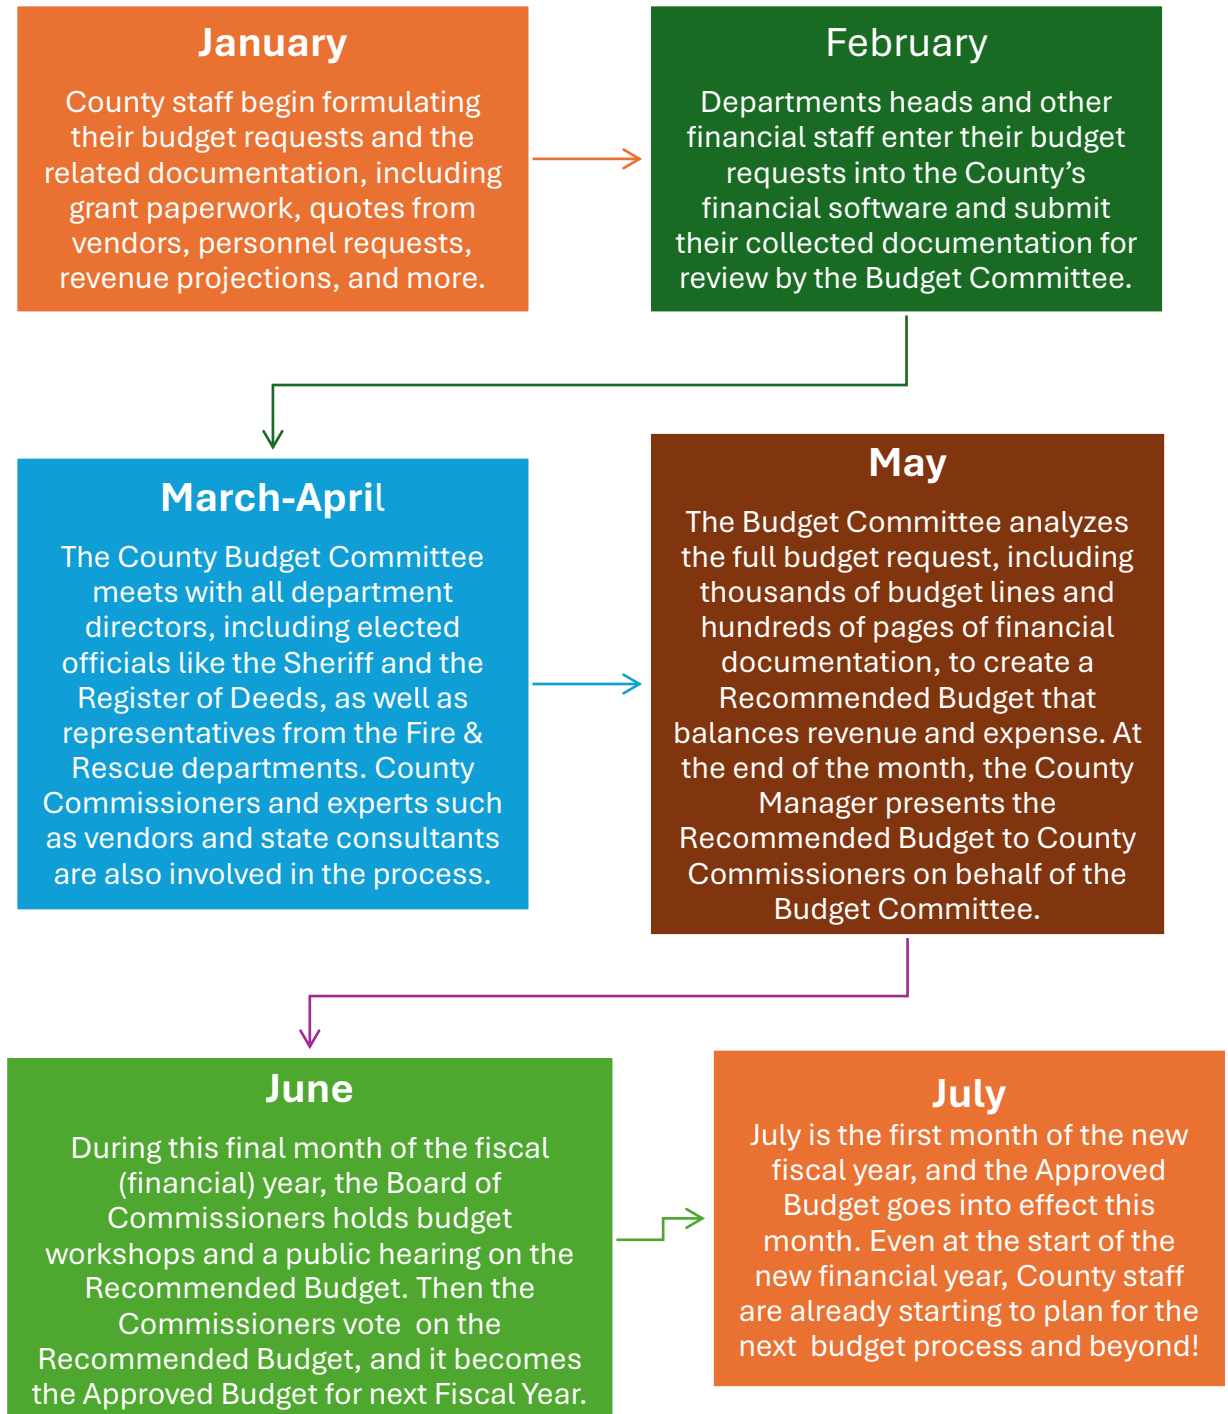 January
County staff begin formulating
their budget requests and the
related documentation, including
grant paperwork, quotes from
vendors, personnel requests,
revenue projections, and more.
February
Departments heads and other
financial staff enter their budget
requests into the County’s
financial software and submit
their collected documentation for
review by the Budget Committee.
March-April
The County Budget Committee
meets with all department
directors, including elected
officials like the Sheriff and the
Register of Deeds, as well as
representatives from the Fire &
Rescue departments. County
Commissioners and experts such
as vendors and state consultants
are also involved in the process.
May
The Budget Committee analyzes
the full budget request, including
thousands of budget lines and
hundreds of pages of financial
documentation, to create a
Recommended Budget that
balances revenue and expense. At
the end of the month, the County
Manager presents the
Recommended Budget to County
Commissioners on behalf of the
Budget Committee.
June
During this final month of the fiscal
(financial) year, the Board of
Commissioners holds budget
workshops and a public hearing on the
Recommended Budget. Then the
Commissioners vote  on the
Recommended Budget, and it becomes
the Approved Budget for next Fiscal Year.
July
July is the first month of the new
fiscal year, and the Approved
Budget goes into effect this
month. Even at the start of the
new financial year, County staff
are already starting to plan for the
next  budget process and beyond!